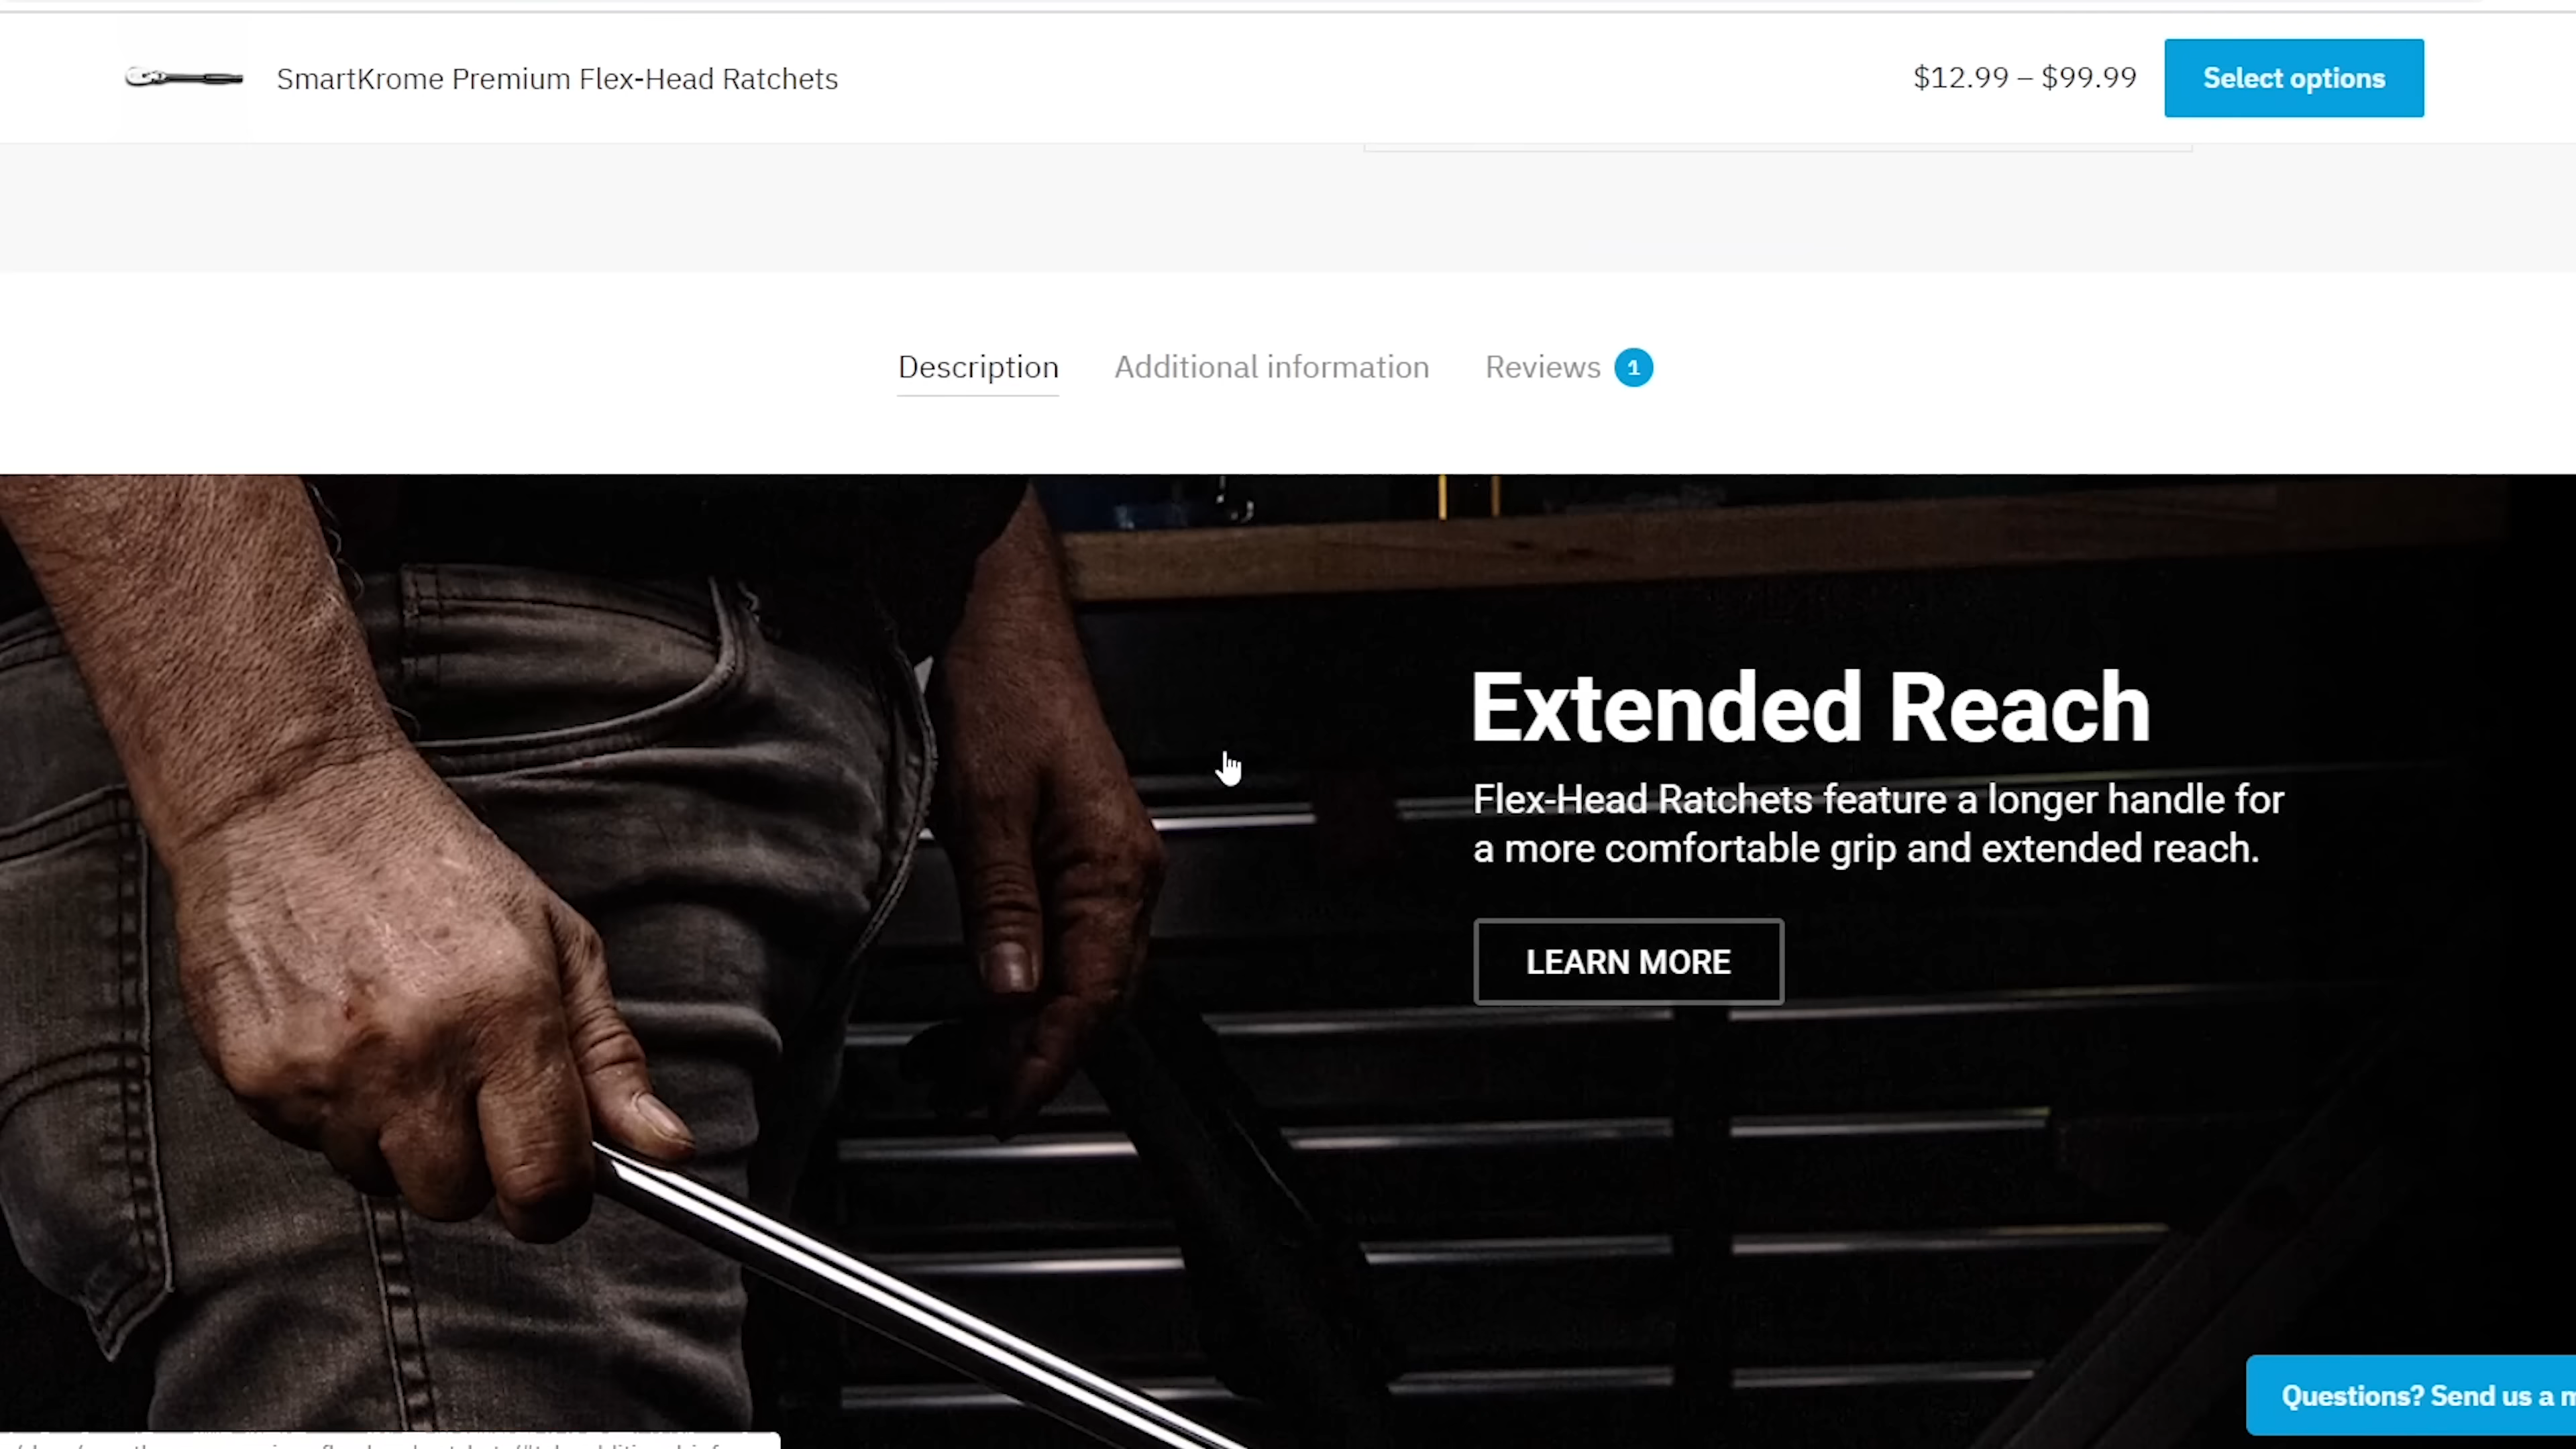 SmartKrome Premium Flex-Head Ratchets
$12.99 – $99.99
Select options
Description
Additional information
Reviews 1
Extended Reach
Flex-Head Ratchets feature a longer handle for
a more comfortable grip and extended reach.
LEARN MORE
Questions? Send us a